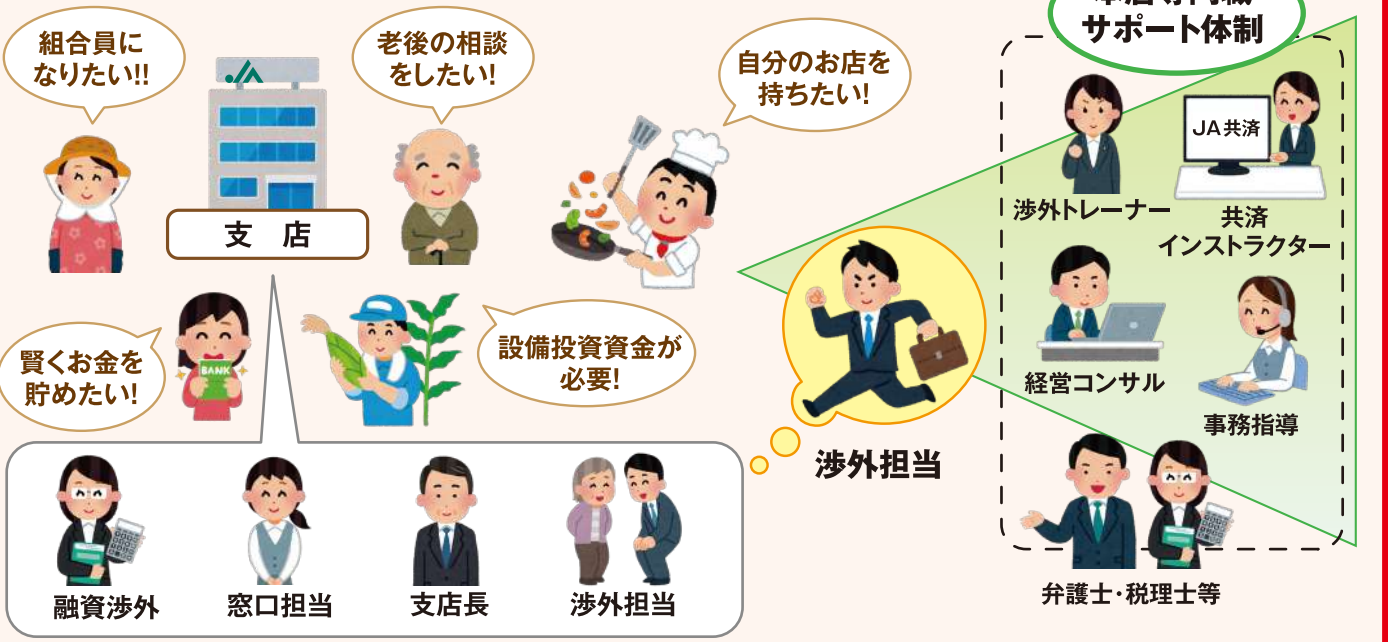 組合員に
なりたい!!
老後の相談
をしたい!
自分のお店を
持ちたい!
サポート体制
JA
支 店
JA共済
渉外トレーナー
共済
インストラクター
賢くお金を
貯めたい!
BANK
設備投資資金が
必要!
経営コンサル
事務指導
渉外担当
融資渉外
窓口担当
支店長
渉外担当
弁護士・税理士等